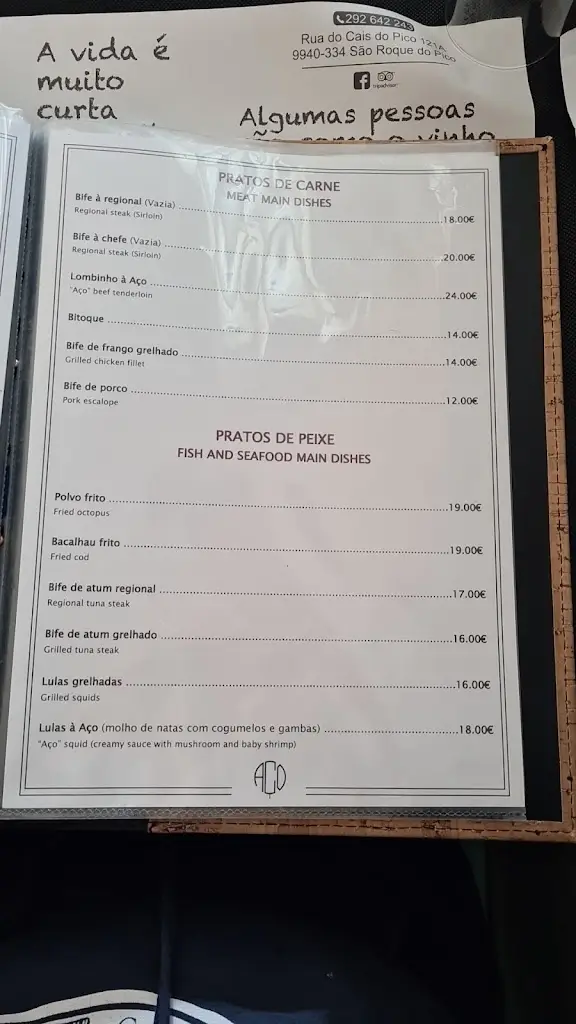 A vida é
muito
curta
292 642 243
Rua do Cais do Pico 121A
9940-334 São Roque do Pico
tripadvisor
Algumas pessoas
o vinho
PRATOS DE CARNE
MEAT MAIN DISHES
Bife à regional (Vazia) 18.00€
Regional steak (Sirloin)
Bife à chefe (Vazia) 20.00€
Regional steak (Sirloin)
Lombinho à Aço 24.00€
"Aço" beef tenderloin
Bitoque 14.00€
Bife de frango grelhado 14.00€
Grilled chicken fillet
Bife de porco 12.00€
Pork escalope
PRATOS DE PEIXE
FISH AND SEAFOOD MAIN DISHES
Polvo frito 19.00€
Fried octopus
Bacalhau frito 19.00€
Fried cod
Bife de atum regional 17.00€
Regional tuna steak
Bife de atum grelhado 16.00€
Grilled tuna steak
Lulas grelhadas 16.00€
Grilled squids
Lulas à Aço (molho de natas com cogumelos e gambas) 18.00€
"Aço" squid (creamy sauce with mushroom and baby shrimp)
AÇO